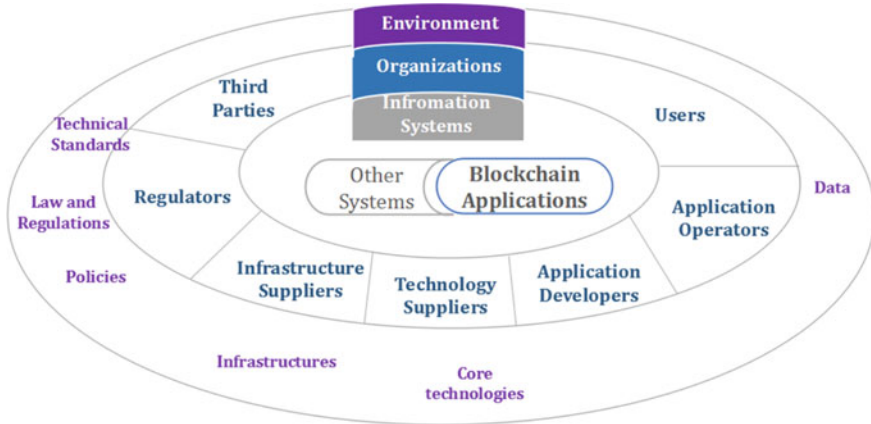 Environment
Organizations
Infromation
Systems
Third
Parties
Users
Technical
Standards
Other
Systems
Blockchain
Applications
Law and
Regulations
Regulators
Data
Application
Operators
Policies
Infrastructure
Suppliers
Technology
Suppliers
Application
Developers
Infrastructures
Core
technologies